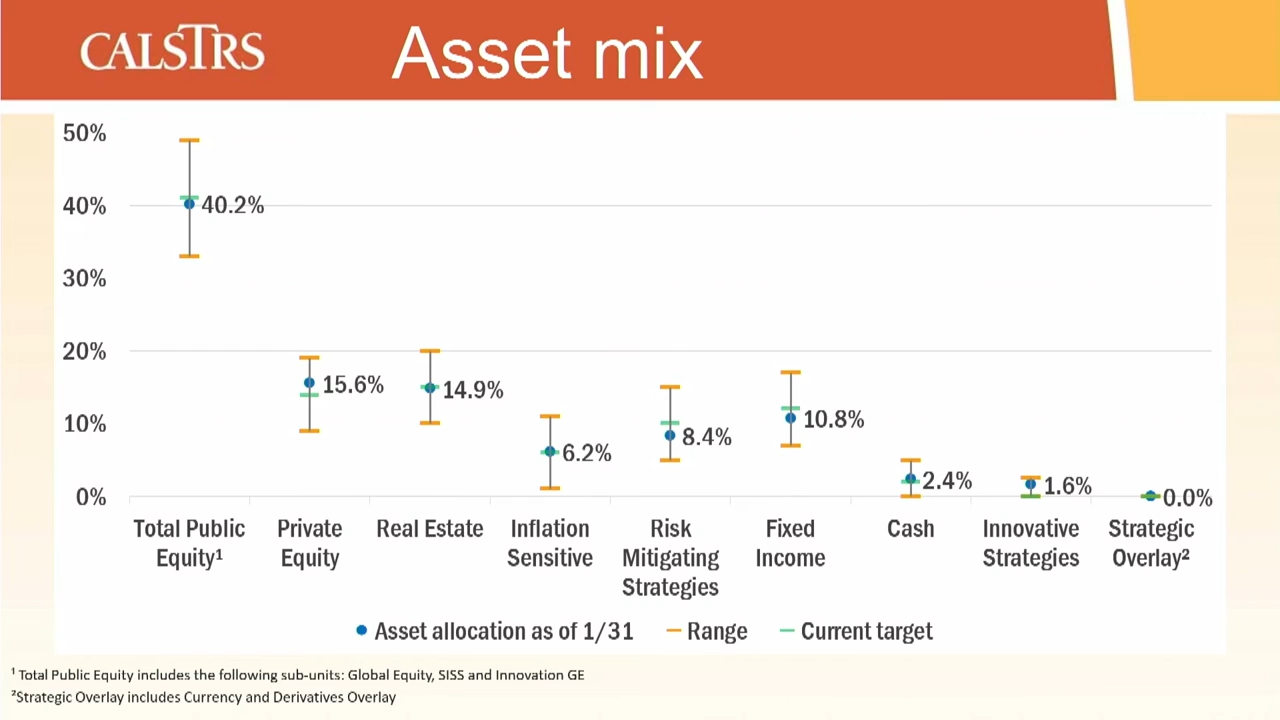 CALSTRS
Asset mix
50%
40%
30%
20%
10%
0%
40.2%
15.6%
14.9%
6.2%
8.4%
10.8%
2.4%
1.6%
0.0%
Total Public
Equity¹
Private
Equity
Real Estate
Inflation
Sensitive
Risk
Mitigating
Strategies
Fixed
Income
Cash
Innovative
Strategies
Strategic
Overlay²
Asset allocation as of 1/31
Range
Current target
¹ Total Public Equity includes the following sub-units: Global Equity, SISS and Innovation GE
²Strategic Overlay includes Currency and Derivatives Overlay